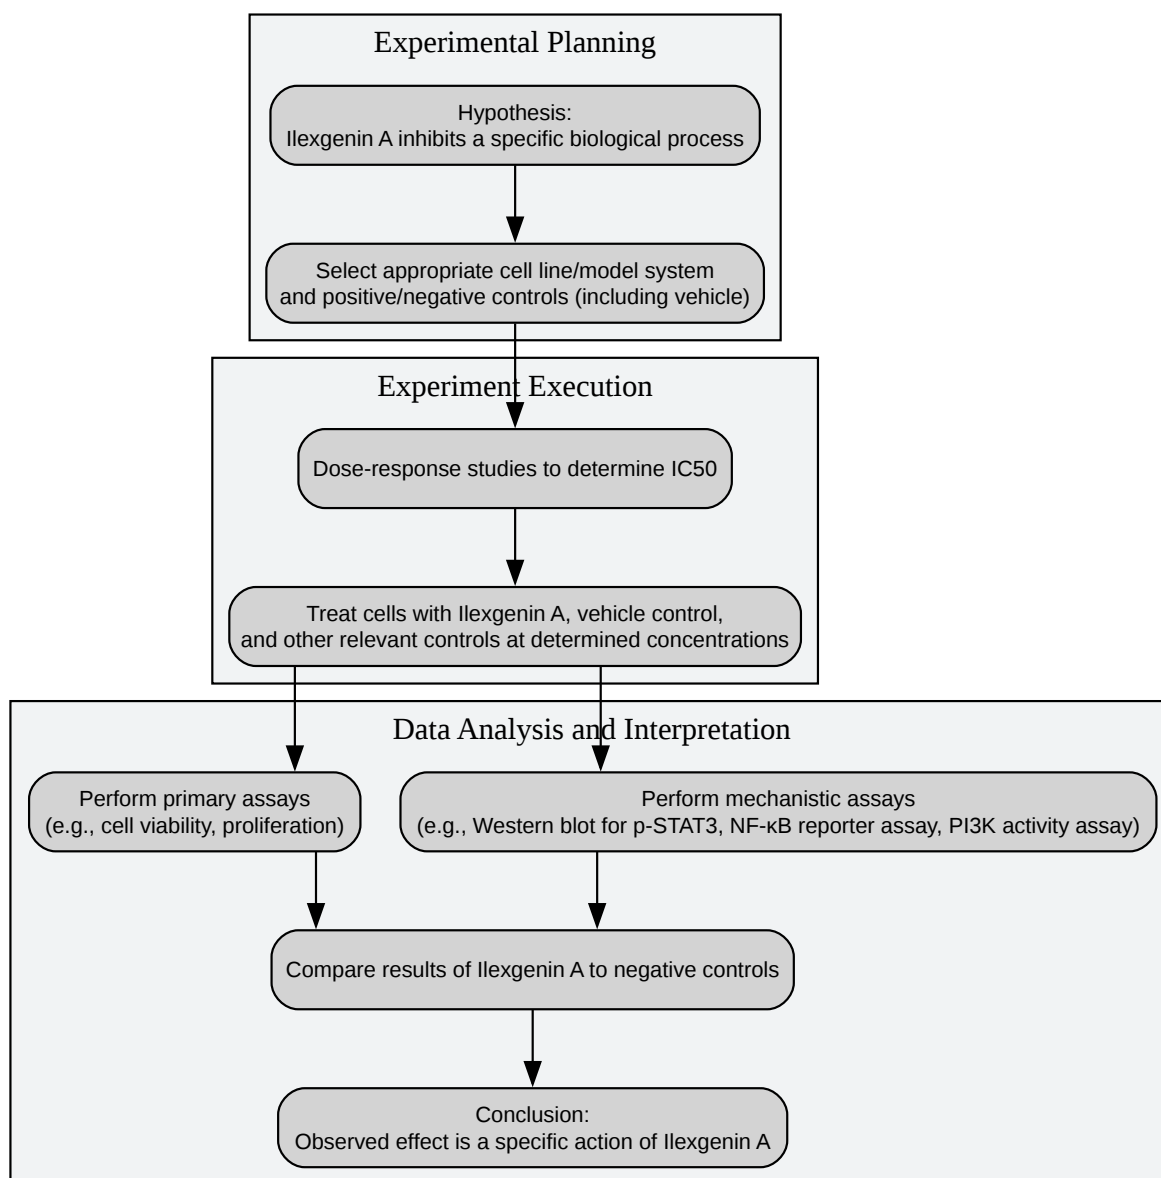 Experimental Planning
Hypothesis:
Ilexgenin A inhibits a specific biological process
Select appropriate cell line/model system
and positive/negative controls (including vehicle)
Experiment Execution
Dose-response studies to determine IC50
Treat cells with Ilexgenin A, vehicle control,
and other relevant controls at determined concentrations
Data Analysis and Interpretation
Perform primary assays
(e.g., cell viability, proliferation)
Perform mechanistic assays
(e.g., Western blot for p-STAT3, NF-κB reporter assay, PI3K activity assay)
Compare results of Ilexgenin A to negative controls
Conclusion:
Observed effect is a specific action of Ilexgenin A